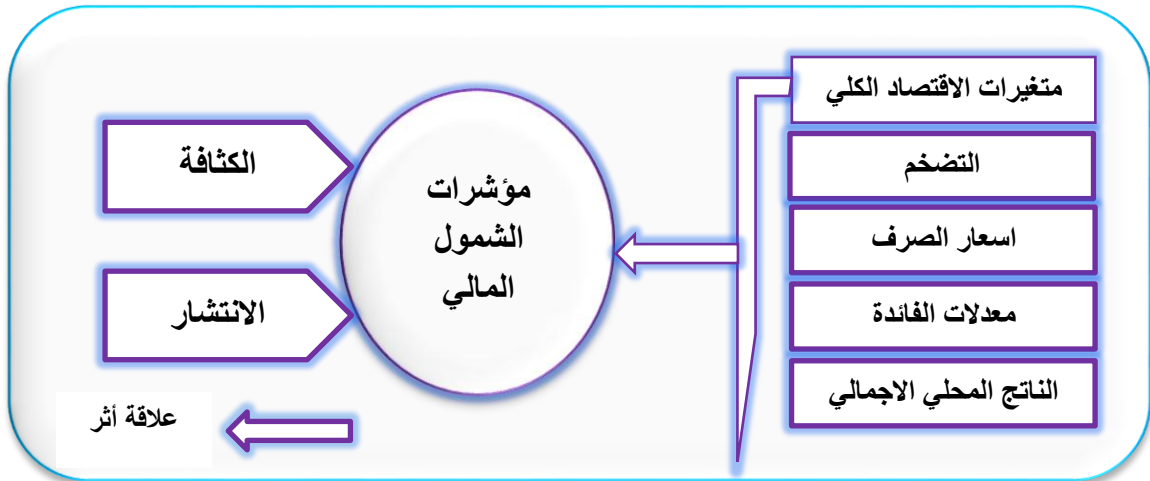 متغيرات الاقتصاد الكلي
التضخم
اسعار الصرف
معدلات الفائدة
الناتج المحلي الاجمالي
مؤشرات
الشمول
المالي
الكثافة
الانتشار
علاقة أثر